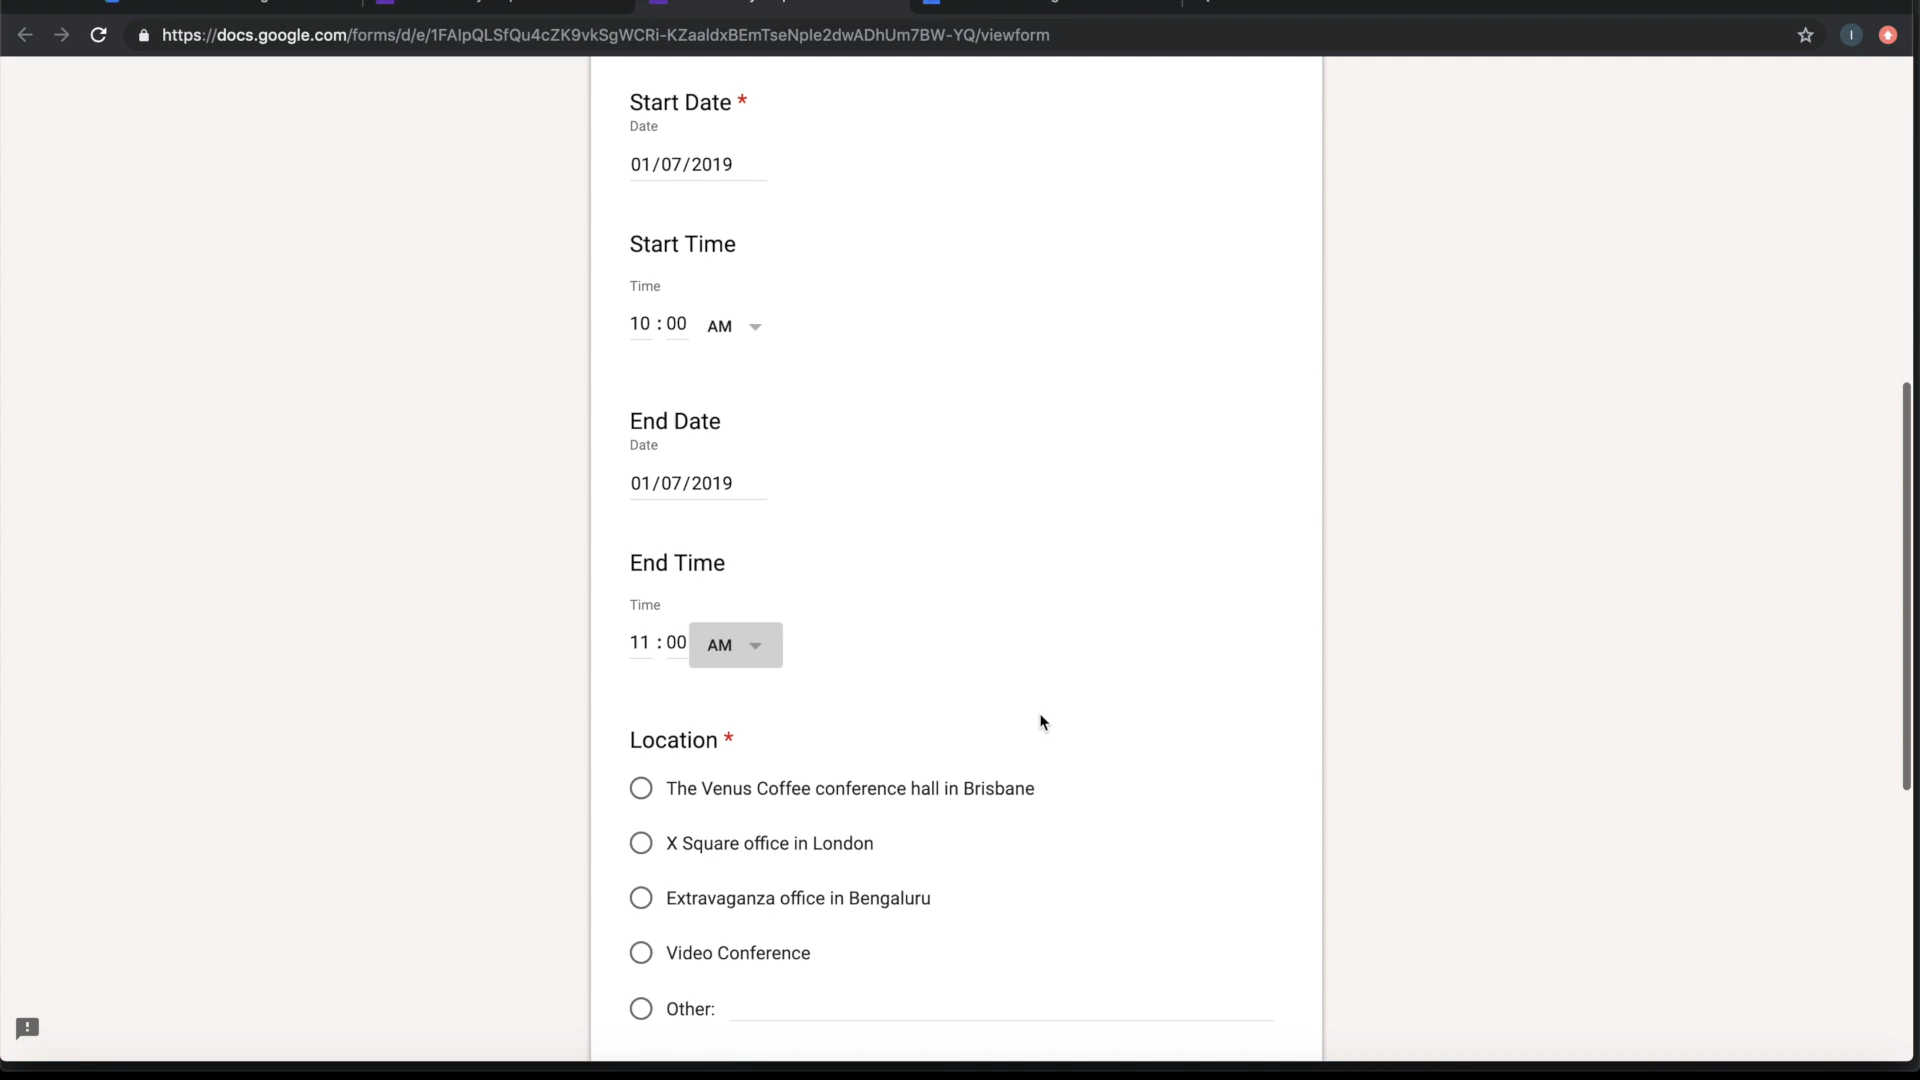 https://docs.google.com/forms/d/e/1FAIpQLSfQu4cZK9vkSgWCRi-KZaaldxBEmTseNple2dwADhUm7BW-YQ/viewform
I
Start Date *
Date
01/07/2019
Start Time
Time
10 : 00 AM
End Date
Date
01/07/2019
End Time
Time
11 : 00 AM
Location *
The Venus Coffee conference hall in Brisbane
X Square office in London
Extravaganza office in Bengaluru
Video Conference
Other: